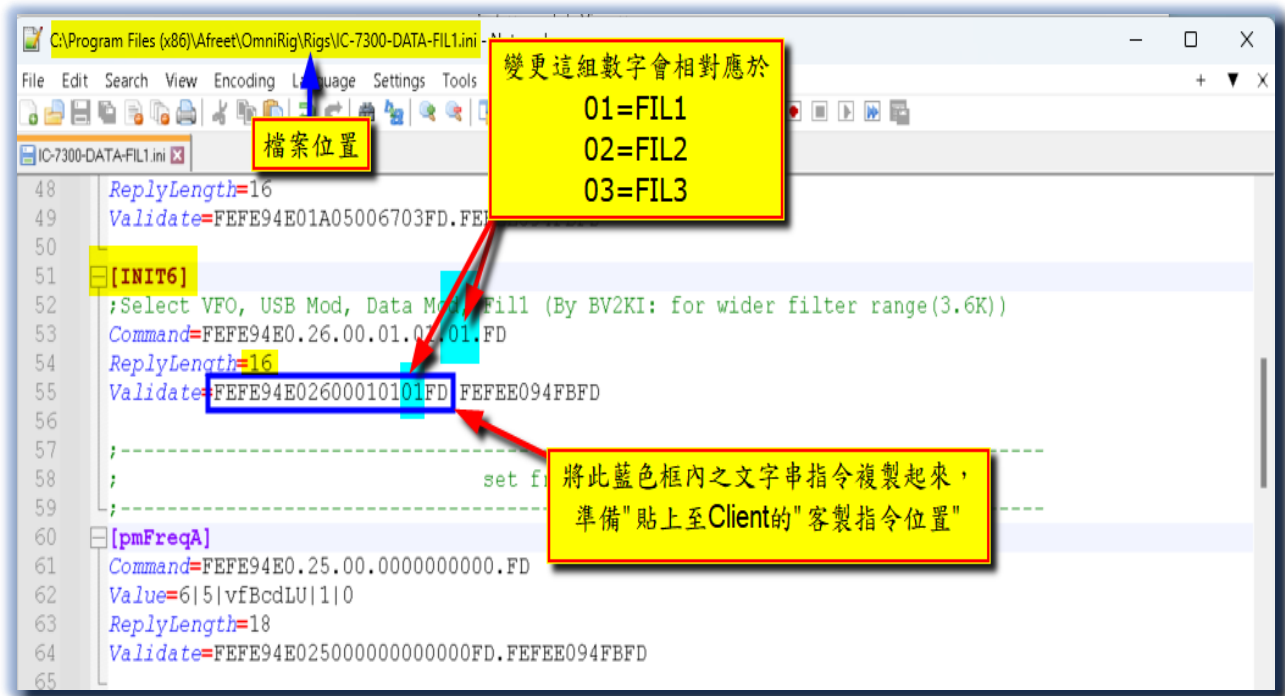 C:\Program Files (x86)\Afreet\OmniRig\Rigs\IC-7300-DATA-FIL1.ini -
File Edit Search View Encoding Settings Tools
檔案位置
變更這組數字會相對應於
01=FIL1
02=FIL2
03=FIL3
IC-7300-DATA-FIL1.ini
48 ReplyLength=16
49 Validate=FEFE94E01A05006703FD.
50
51 [INIT6]
52 ;Select VFO, USB Mod, Data Fil1 (By BV2KI: for wider filter range(3.6K))
53 Command=FEFE94E0.26.00.01.01.01.FD
54 ReplyLength=16
55 Validate=FEFE94E02600010101FD.FEFEE094FBFD
56
57 ;
58 ; set
59 ;
將此藍色框內之文字串指令複製起來,
準備"貼上至Client的"客製指令位置"
60 [pmFreqA]
61 Command=FEFE94E0.25.00.0000000000.FD
62 Value=6|5|vfBcdLU|1|0
63 ReplyLength=18
64 Validate=FEFE94E025000000000000FD.FEFEE094FBFD
65